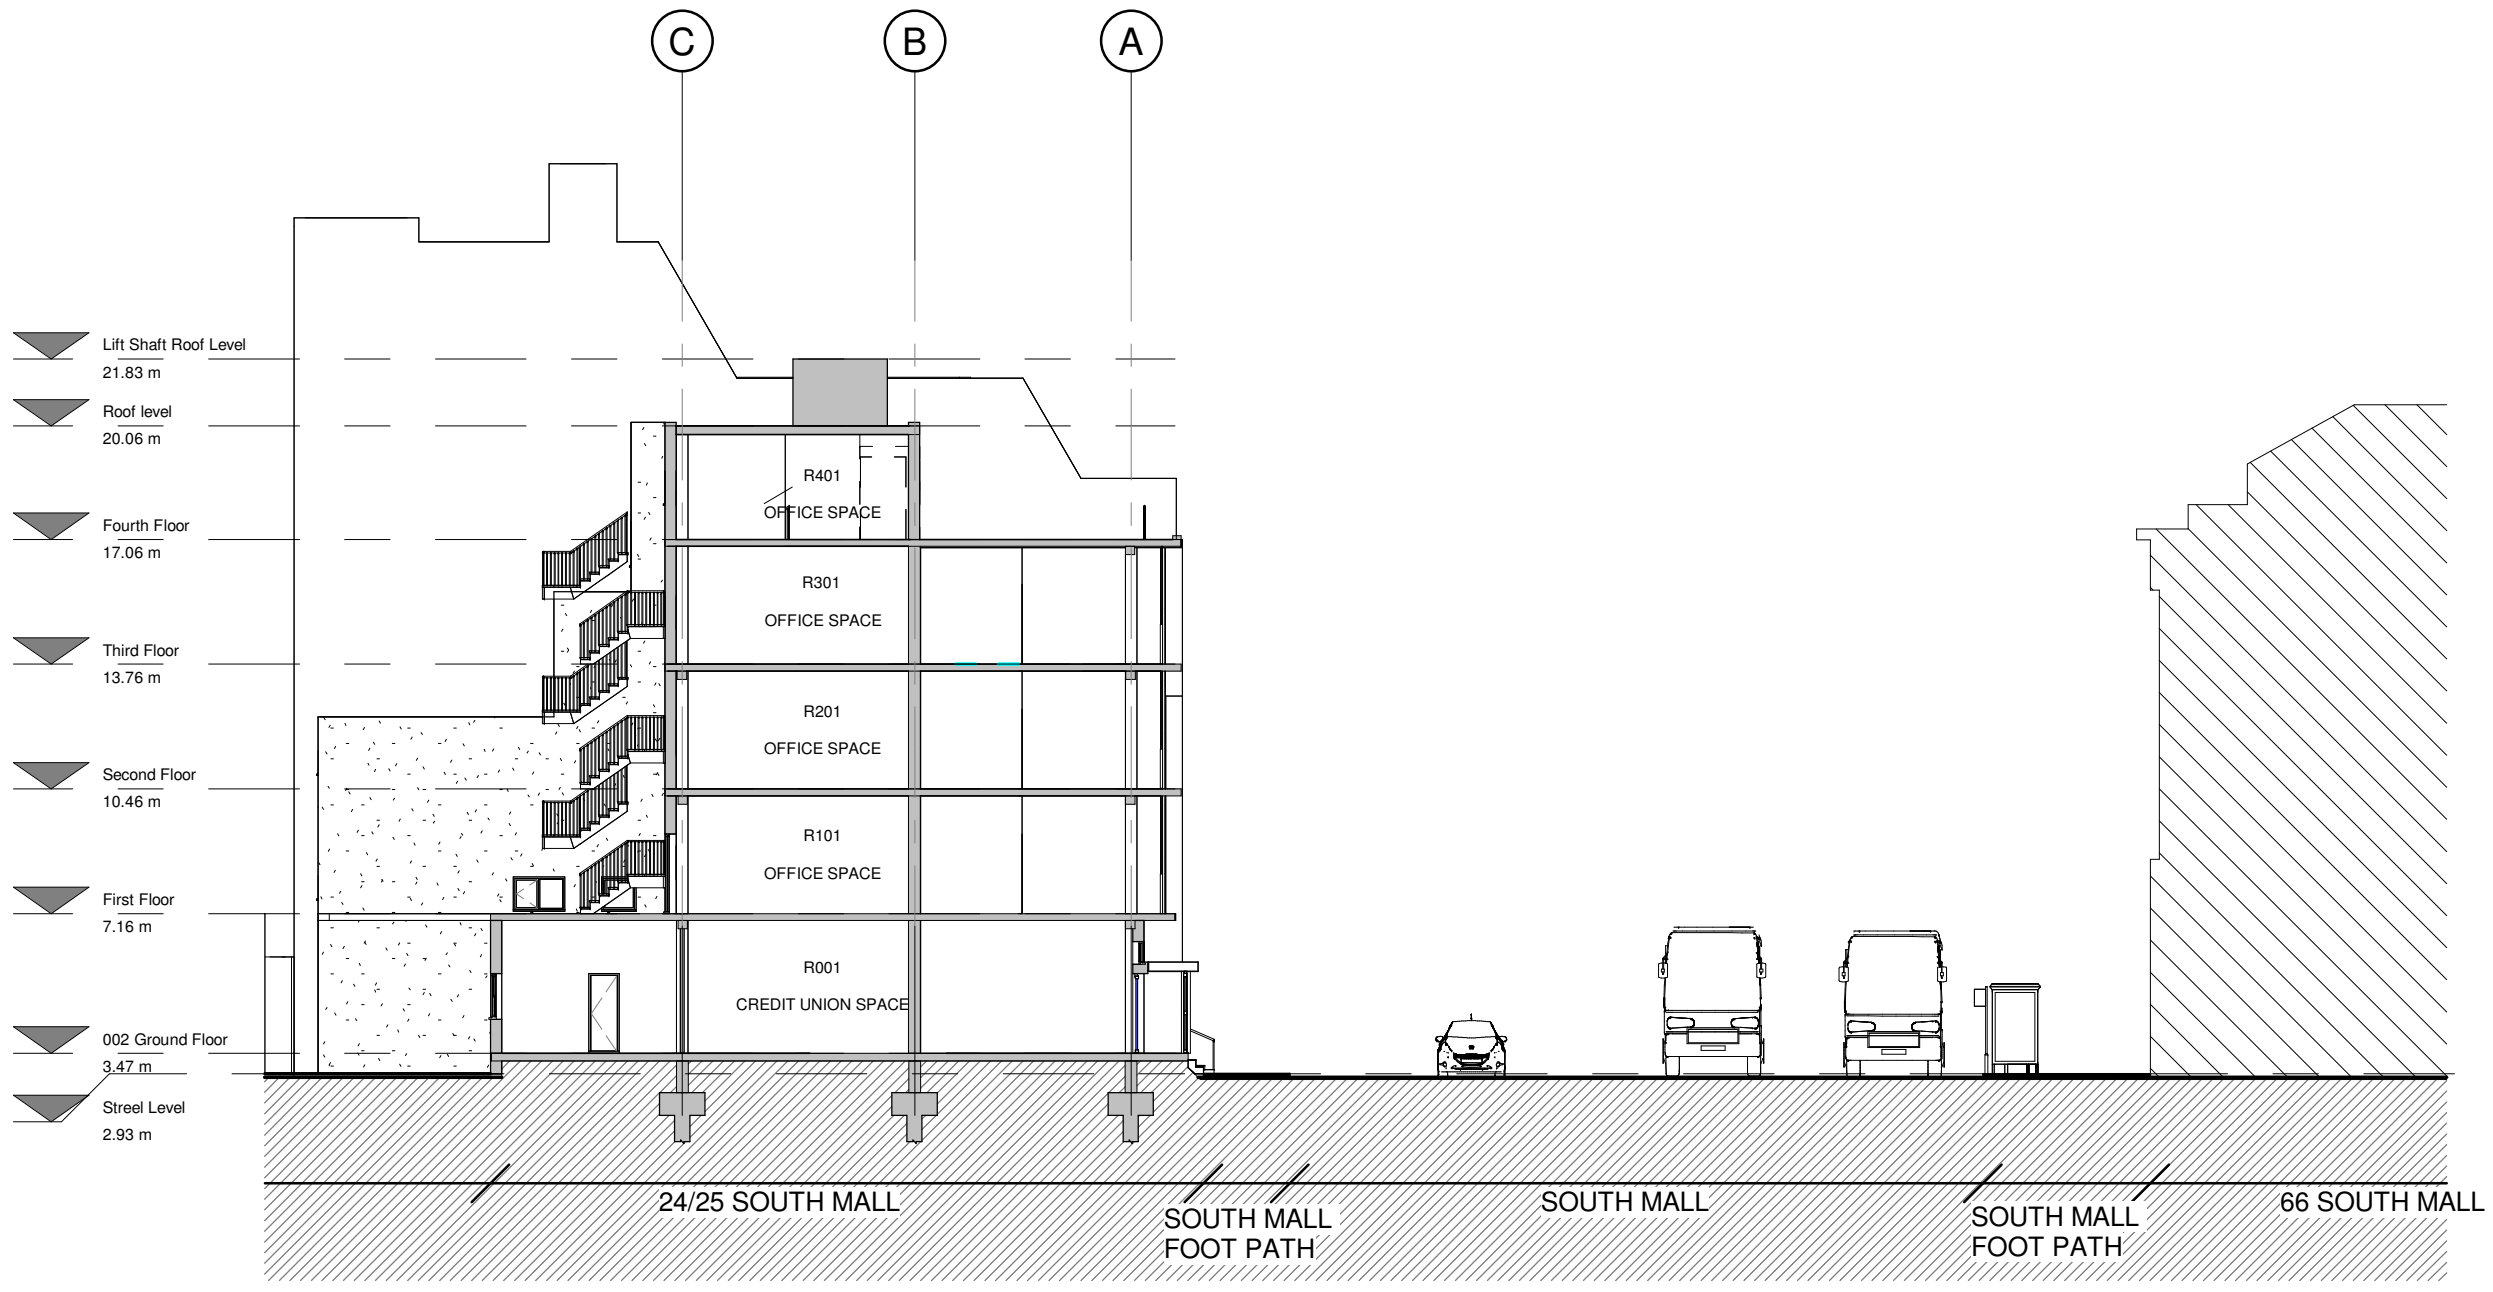 C
B
A
Lift Shaft Roof Level
21.83 m
Roof level
20.06 m
R401
OFFICE SPACE
Fourth Floor
17.06 m
R301
OFFICE SPACE
Third Floor
13.76 m
R201
OFFICE SPACE
Second Floor
10.46 m
R101
OFFICE SPACE
First Floor
7.16 m
R001
CREDIT UNION SPACE
002 Ground Floor
3.47 m
Streel Level
2.93 m
24/25 SOUTH MALL
SOUTH MALL
FOOT PATH
SOUTH MALL
SOUTH MALL
FOOT PATH
66 SOUTH MALL